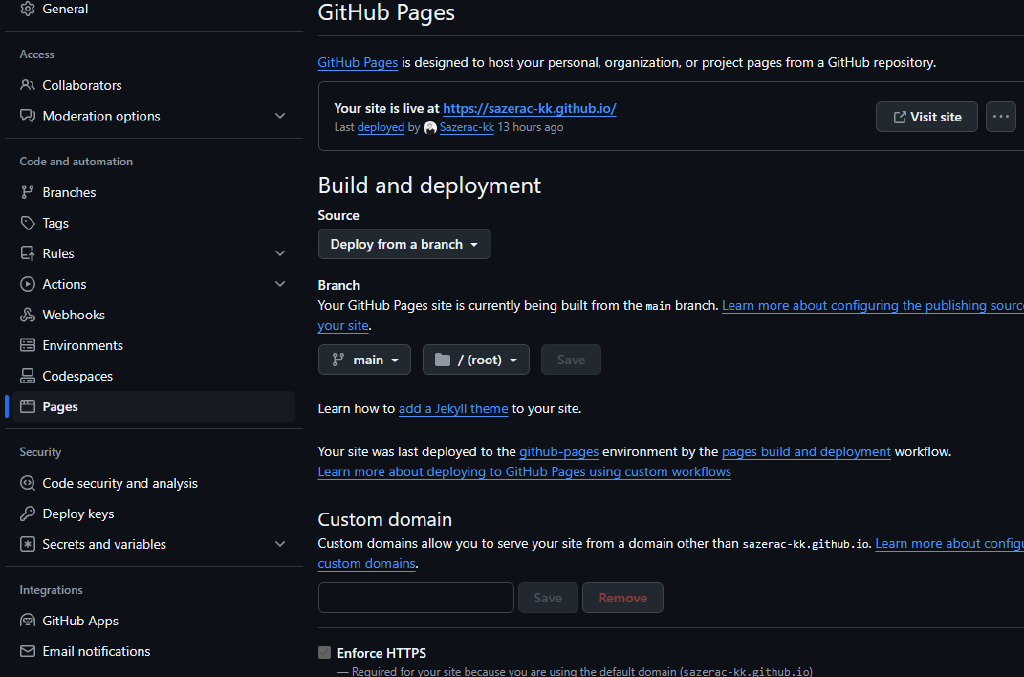 General
Access
Collaborators
Moderation options
Code and automation
Branches
Tags
Rules
Actions
Webhooks
Environments
Codespaces
Pages
Security
Code security and analysis
Deploy keys
Secrets and variables
Integrations
GitHub Apps
Email notifications
GitHub Pages
GitHub Pages is designed to host your personal, organization, or project pages from a GitHub repository.
Your site is live at https://sazerac-kk.github.io/
Last deployed by Sazerac-kk 13 hours ago
Visit site
Build and deployment
Source
Deploy from a branch
Branch
Your GitHub Pages site is currently being built from the main branch. Learn more about configuring the publishing source
your site.
main / (root) Save
Learn how to add a Jekyll theme to your site.
Your site was last deployed to the github-pages environment by the pages build and deployment workflow.
Learn more about deploying to GitHub Pages using custom workflows
Custom domain
Custom domains allow you to serve your site from a domain other than sazerac-kk.github.io. Learn more about configu
custom domains.
Save Remove
Enforce HTTPS
— Required for your site because you are using the default domain (sazerac-kk.github.io)